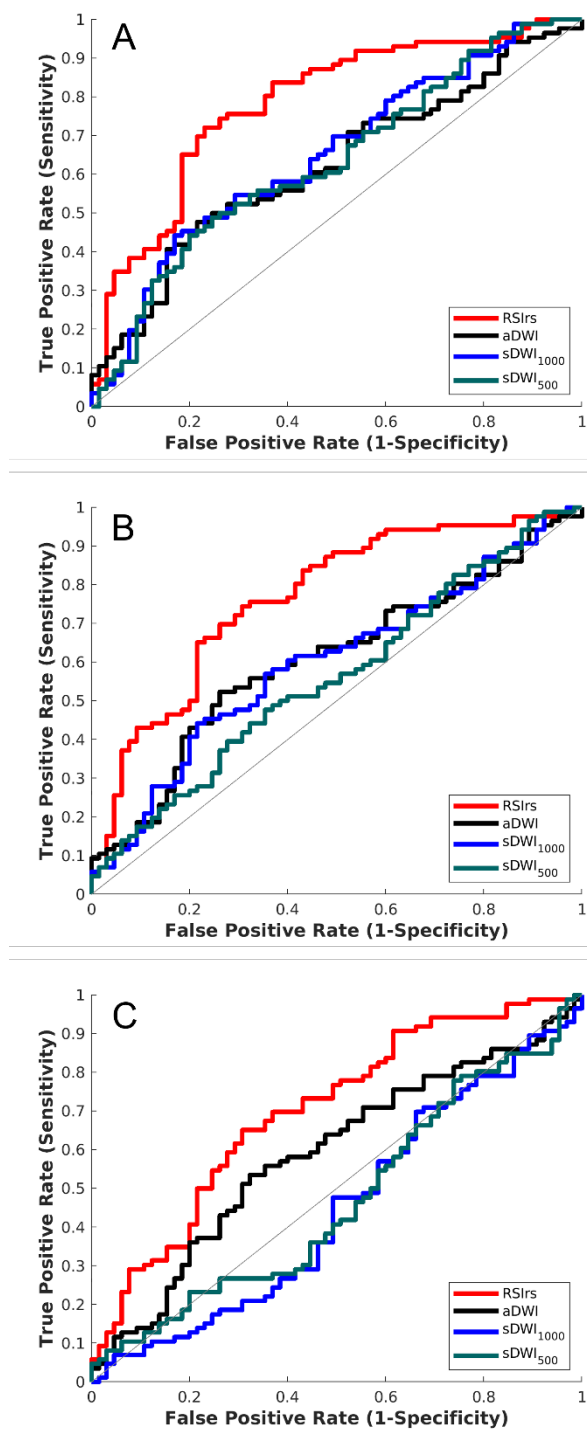 A
True Positive Rate (Sensitivity)
1
0.9
0.8
0.7
0.6
0.5
0.4
0.3
0.2
0.1
0
RSIrs
aDWI
sDWI₁₀₀₀
sDWI₅₀₀
0 0.2 0.4 0.6 0.8 1
False Positive Rate (1-Specificity)
B
True Positive Rate (Sensitivity)
1
0.9
0.8
0.7
0.6
0.5
0.4
0.3
0.2
0.1
0
RSIrs
aDWI
sDWI₁₀₀₀
sDWI₅₀₀
0 0.2 0.4 0.6 0.8 1
False Positive Rate (1-Specificity)
C
True Positive Rate (Sensitivity)
1
0.9
0.8
0.7
0.6
0.5
0.4
0.3
0.2
0.1
0
RSIrs
aDWI
sDWI₁₀₀₀
sDWI₅₀₀
0 0.2 0.4 0.6 0.8 1
False Positive Rate (1-Specificity)